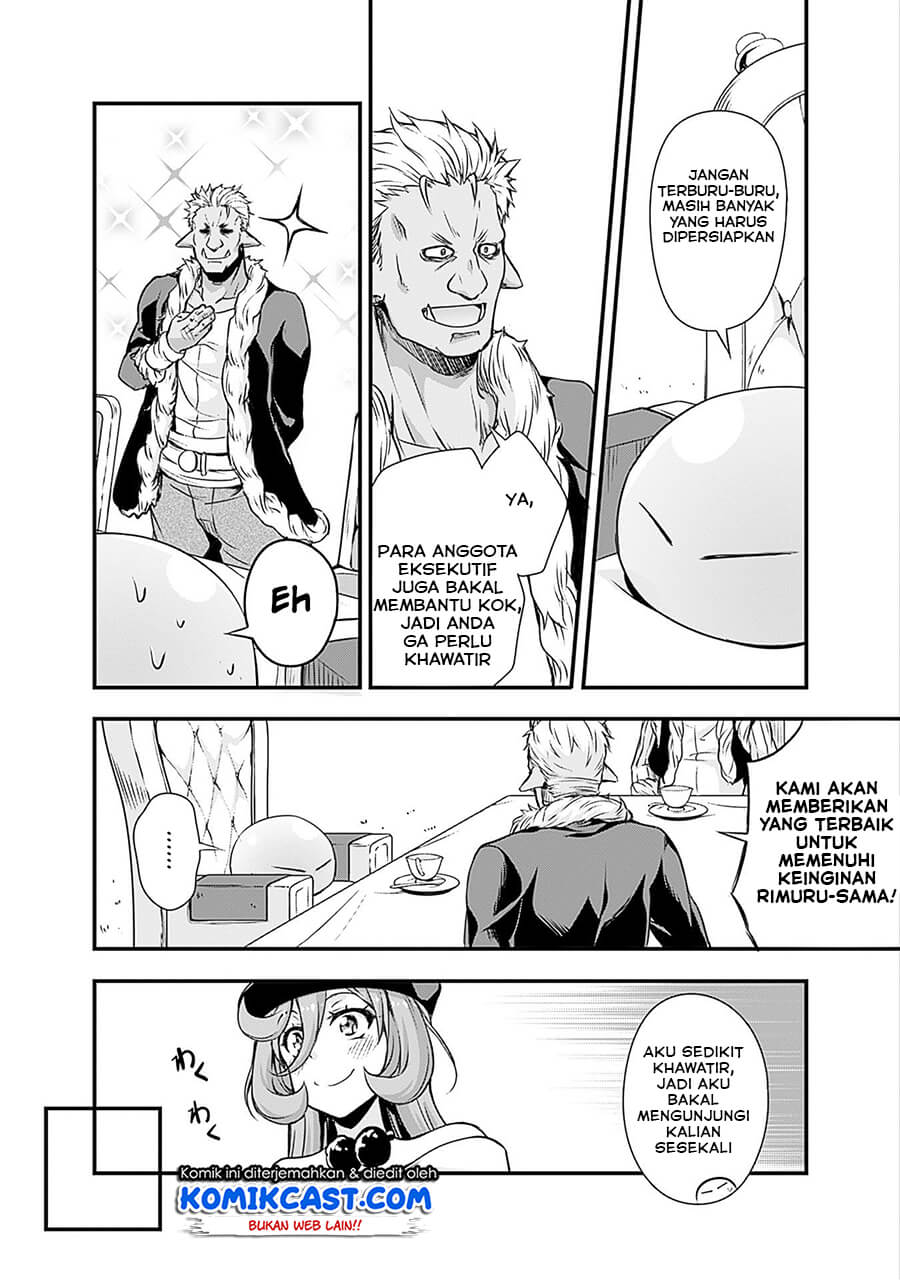 JANGAN
TERBURU-BURU,
MASIH BANYAK
YANG HARUS
DIPERSIAPKAN
YA,
PARA ANGGOTA
EKSEKUTIF
JUGA BAKAL
MEMBANTU KOK,
JADI ANDA
GA PERLU
KHAWATIR
Eh
KAMI AKAN
MEMBERIKAN
YANG TERBAIK
UNTUK
MEMENUHI
KEINGINAN
RIMURU-SAMA!
......
AKU SEDIKIT
KHAWATIR,
JADI AKU
BAKAL
MENGUNJUNGI
KALIAN
SESEKALI
わく
わく
Komik ini diterjemahkan & diedit oleh
KOMIKCAST.COM
BUKAN WEB LAIN!!